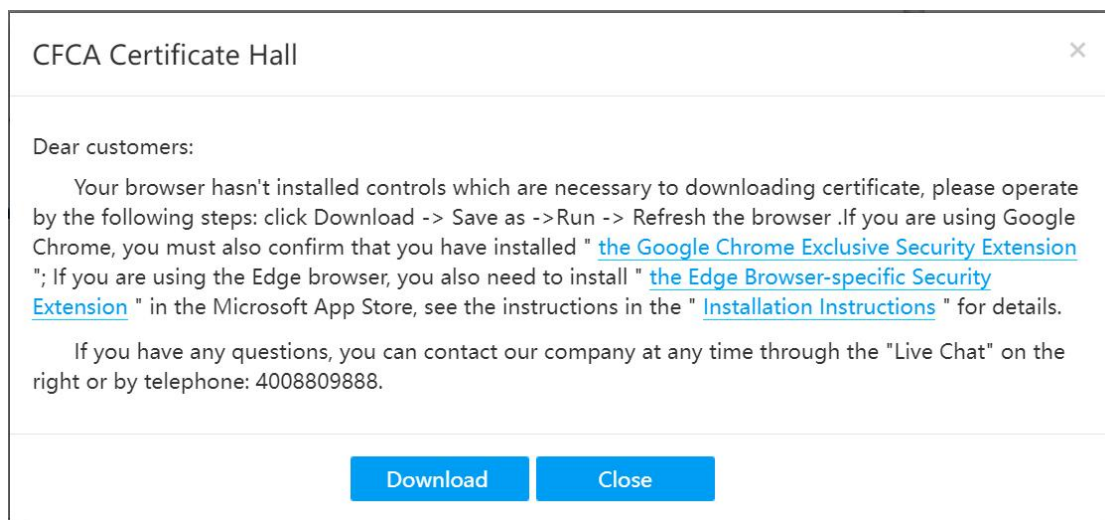 CFCA Certificate Hall
×
Dear customers:
Your browser hasn't installed controls which are necessary to downloading certificate, please operate
by the following steps: click Download -> Save as ->Run -> Refresh the browser .If you are using Google
Chrome, you must also confirm that you have installed " the Google Chrome Exclusive Security Extension
"; If you are using the Edge browser, you also need to install " the Edge Browser-specific Security
Extension " in the Microsoft App Store, see the instructions in the " Installation Instructions " for details.
If you have any questions, you can contact our company at any time through the "Live Chat" on the
right or by telephone: 4008809888.
Download
Close